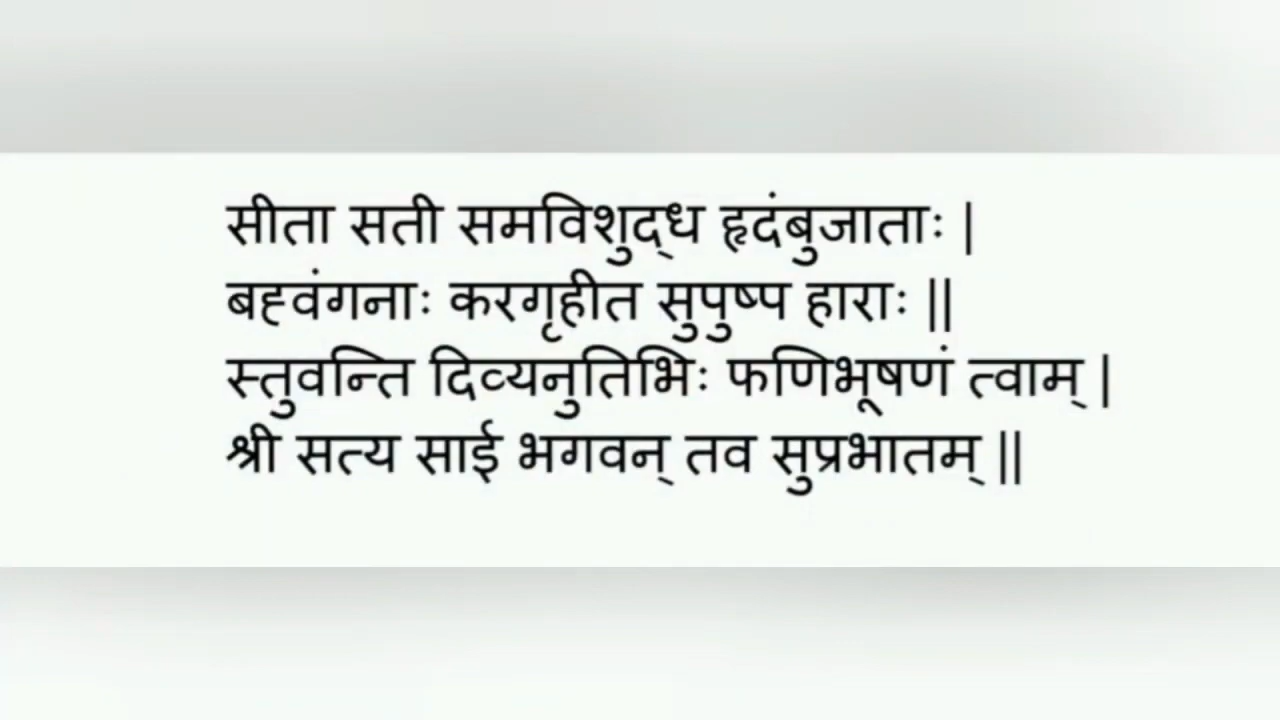 सीता सती समविशुद्ध हृदंबुजाताः |
बह्वंगनाः करगृहीत सुपुष्प हाराः ||
स्तुवन्ति दिव्यनुतिभिः फणिभूषणं त्वाम् |
श्री सत्य साई भगवन् तव सुप्रभातम् ||